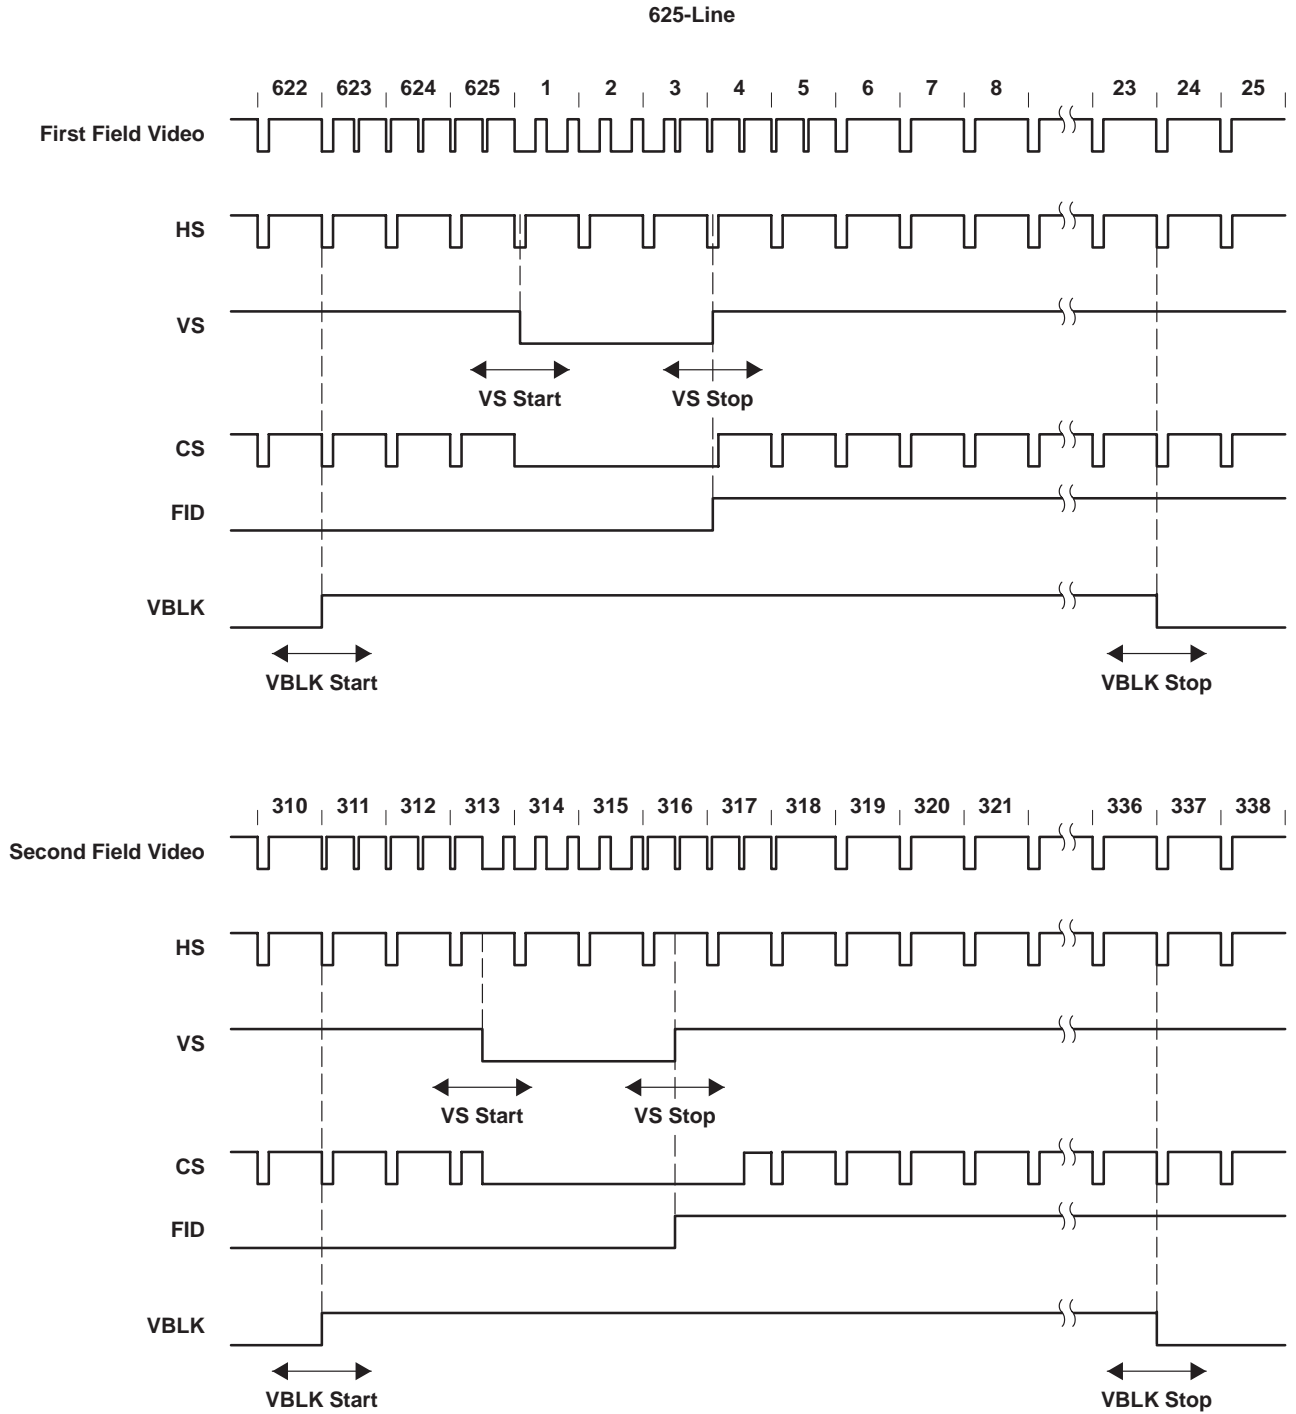 625-Line
622 623 624 625 1 2 3 4 5 6 7 8 23 24 25
First Field Video
HS
VS
VS Start VS Stop
CS
FID
VBLK
VBLK Start VBLK Stop
310 311 312 313 314 315 316 317 318 319 320 321 336 337 338
Second Field Video
HS
VS
VS Start VS Stop
CS
FID
VBLK
VBLK Start VBLK Stop